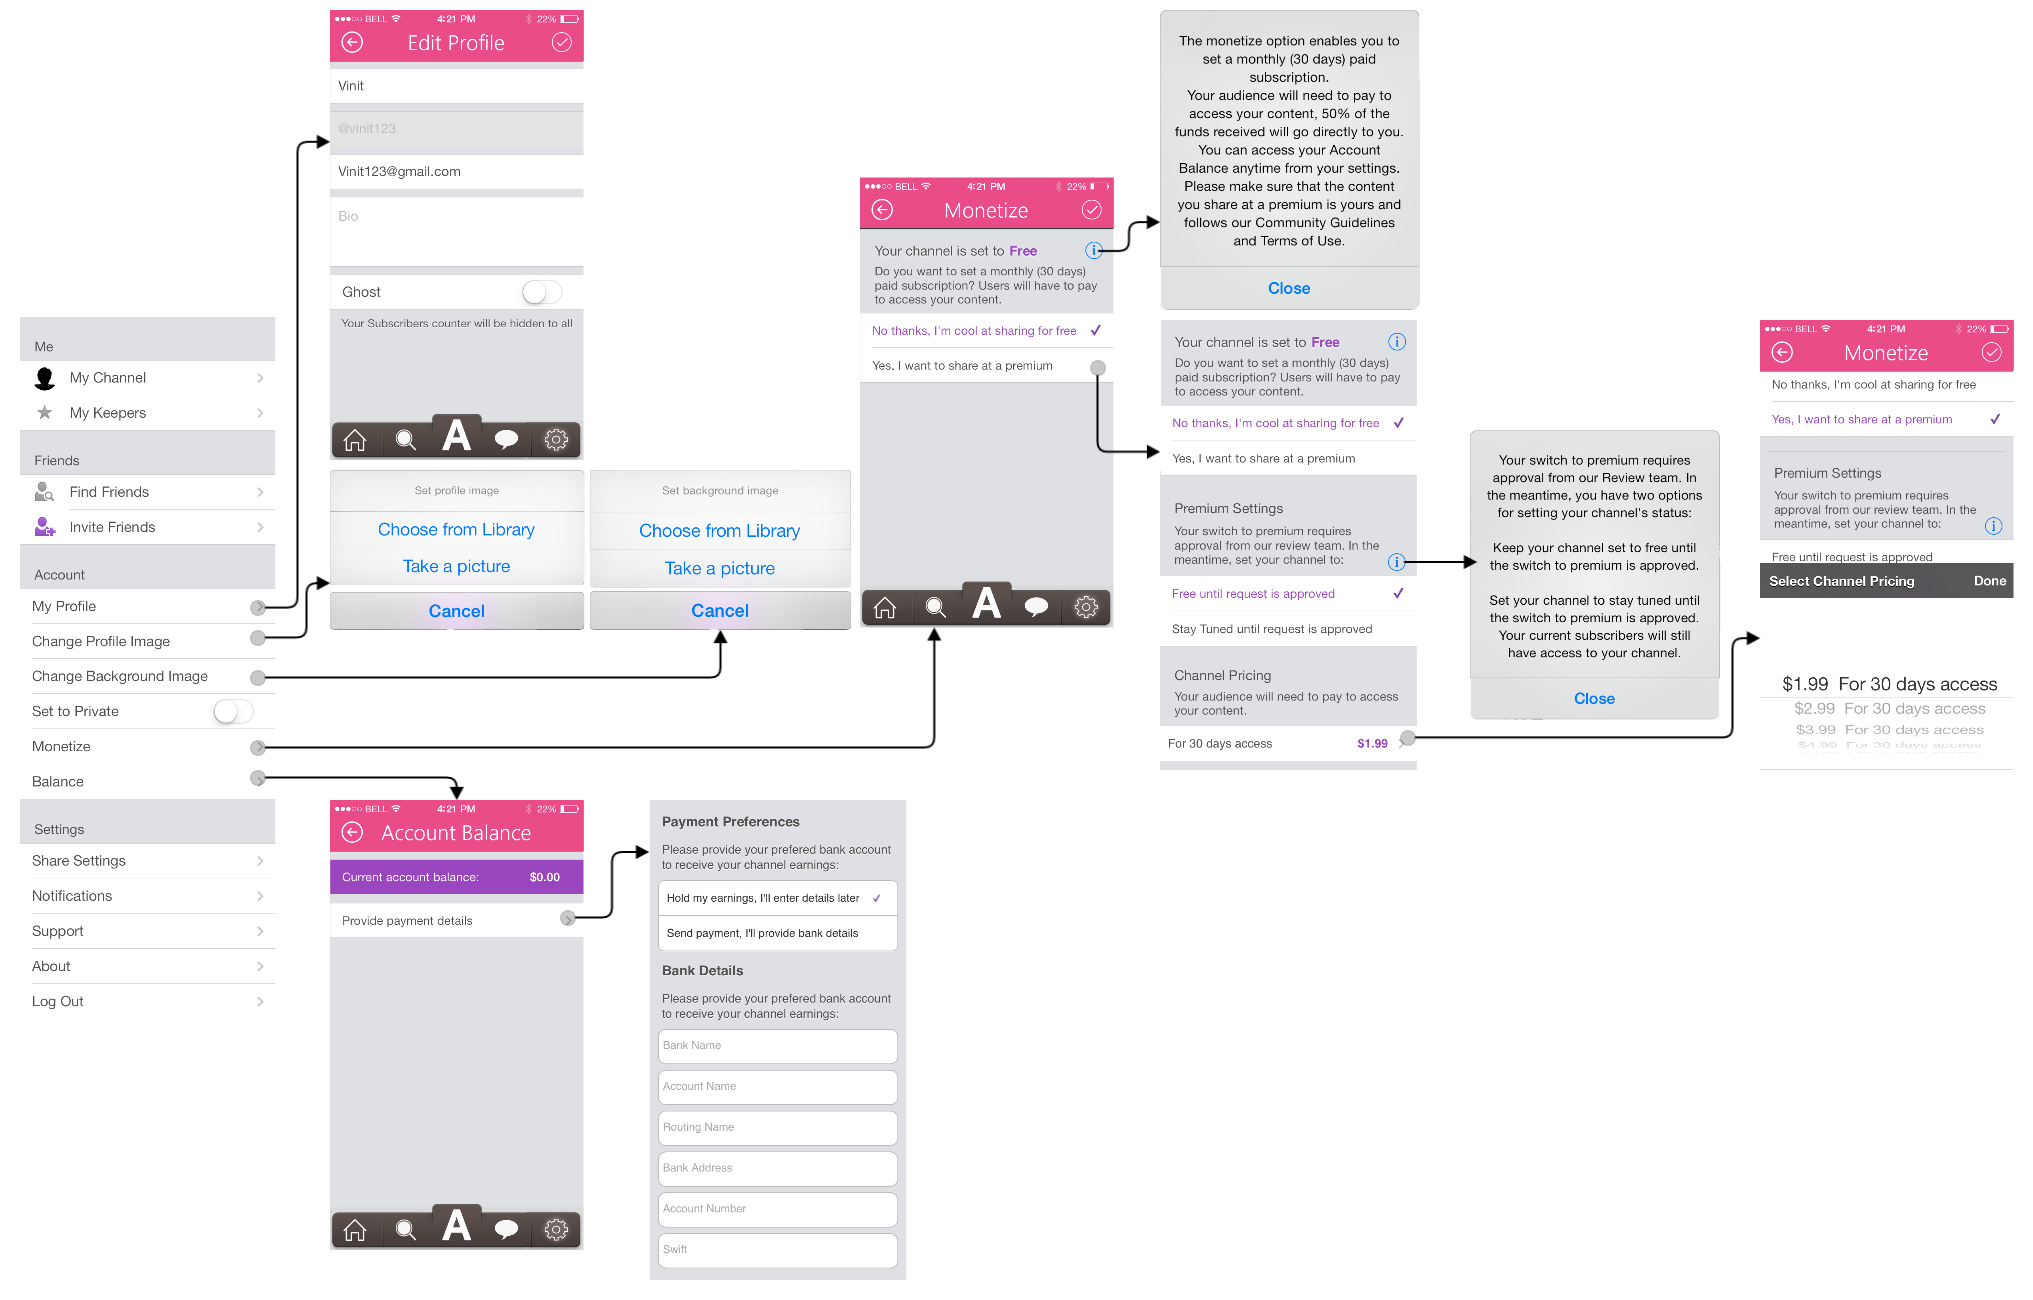 Me
My Channel
My Keepers
Friends
Find Friends
Invite Friends
Account
My Profile
Change Profile Image
Change Background Image
Set to Private
Monetize
Balance
Settings
Share Settings
Notifications
Support
About
Log Out
BELL 4:21 PM 22%
Edit Profile
Vinit
@vinit123
Vinit123@gmail.com
Bio
Ghost
Your Subscribers counter will be hidden to all
A
Set profile image
Choose from Library
Take a picture
Cancel
Set background image
Choose from Library
Take a picture
Cancel
BELL 4:21 PM 22%
Account Balance
Current account balance: $0.00
Provide payment details
A
Payment Preferences
Please provide your prefered bank account
to receive your channel earnings:
Hold my earnings, I'll enter details later
Send payment, I'll provide bank details
Bank Details
Please provide your prefered bank account
to receive your channel earnings:
Bank Name
Account Name
Routing Name
Bank Address
Account Number
Swift
BELL 4:21 PM 22%
Monetize
Your channel is set to Free
Do you want to set a monthly (30 days)
paid subscription? Users will have to pay
to access your content.
No thanks, I'm cool at sharing for free
Yes, I want to share at a premium
A
The monetize option enables you to
set a monthly (30 days) paid
subscription.
Your audience will need to pay to
access your content, 50% of the
funds received will go directly to you.
You can access your Account
Balance anytime from your settings.
Please make sure that the content
you share at a premium is yours and
follows our Community Guidelines
and Terms of Use.
Close
Your channel is set to Free
Do you want to set a monthly (30 days)
paid subscription? Users will have to pay
to access your content.
No thanks, I'm cool at sharing for free
Yes, I want to share at a premium
Premium Settings
Your switch to premium requires
approval from our review team. In the
meantime, set your channel to:
Free until request is approved
Stay Tuned until request is approved
Channel Pricing
Your audience will need to pay to access
your content.
For 30 days access $1.99
Your switch to premium requires
approval from our Review team. In
the meantime, you have two options
for setting your channel's status:
Keep your channel set to free until
the switch to premium is approved.
Set your channel to stay tuned until
the switch to premium is approved.
Your current subscribers will still
have access to your channel.
Close
BELL 4:21 PM 22%
Monetize
No thanks, I'm cool at sharing for free
Yes, I want to share at a premium
Premium Settings
Your switch to premium requires
approval from our review team. In the
meantime, set your channel to:
Free until request is approved
Select Channel Pricing Done
$1.99 For 30 days access
$2.99 For 30 days access
$3.99 For 30 days access
$4.99 For 30 days access